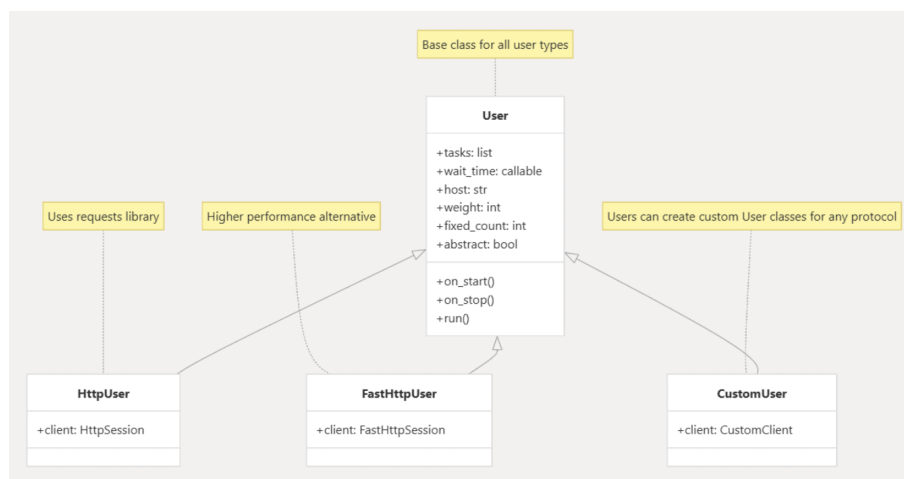 Base class for all user types
User
+tasks: list
+wait_time: callable
+host: str
+weight: int
+fixed_count: int
+abstract: bool
+on_start()
+on_stop()
+run()
Uses requests library
Higher performance alternative
Users can create custom User classes for any protocol
HttpUser
+client: HttpSession
FastHttpUser
+client: FastHttpSession
CustomUser
+client: CustomClient